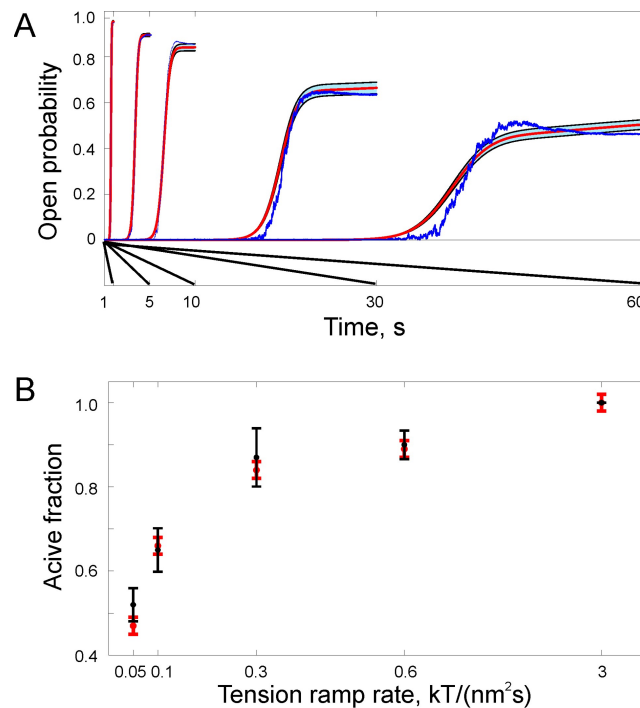 A
Open probability
1.0
0.8
0.6
0.4
0.2
0
1 5 10 30 60
Time, s
B
Acive fraction
1.0
0.8
0.6
0.4
0.05 0.1 0.3 0.6 3
Tension ramp rate, kT/(nm²s)